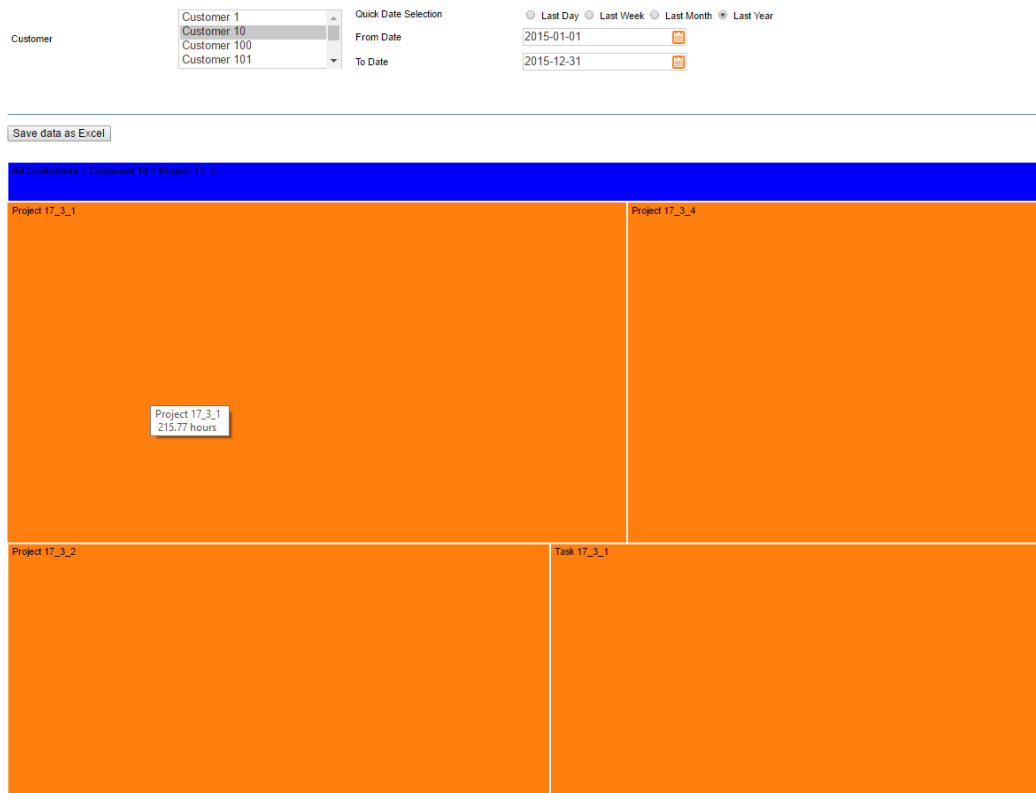 Customer
Customer 1
Customer 10
Customer 100
Customer 101
Quick Date Selection
Last Day Last Week Last Month Last Year
From Date
2015-01-01
To Date
2015-12-31
Save data as Excel
All Customers > Customer 10 > Project 17_3
Project 17_3_1
Project 17_3_4
Project 17_3_1
215.77 hours
Project 17_3_2
Task 17_3_1